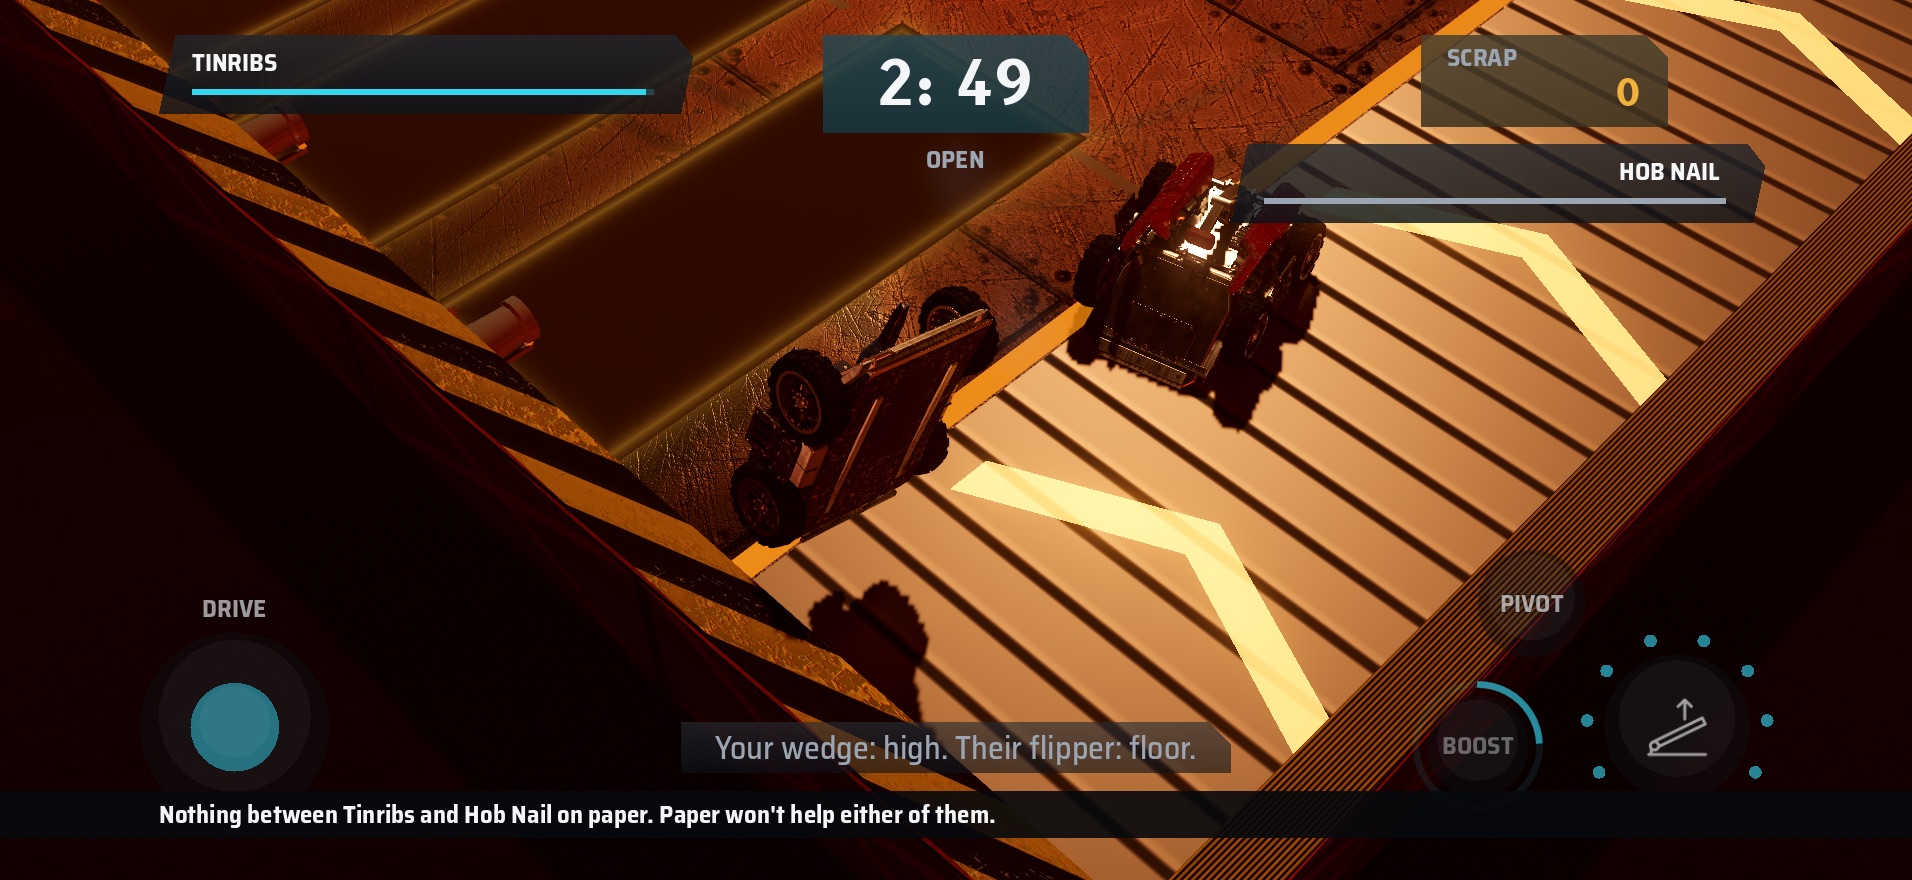 TINRIBS
2: 49
SCRAP
0
OPEN
HOB NAIL
DRIVE
PIVOT
BOOST
Your wedge: high. Their flipper: floor.
Nothing between Tinribs and Hob Nail on paper. Paper won't help either of them.